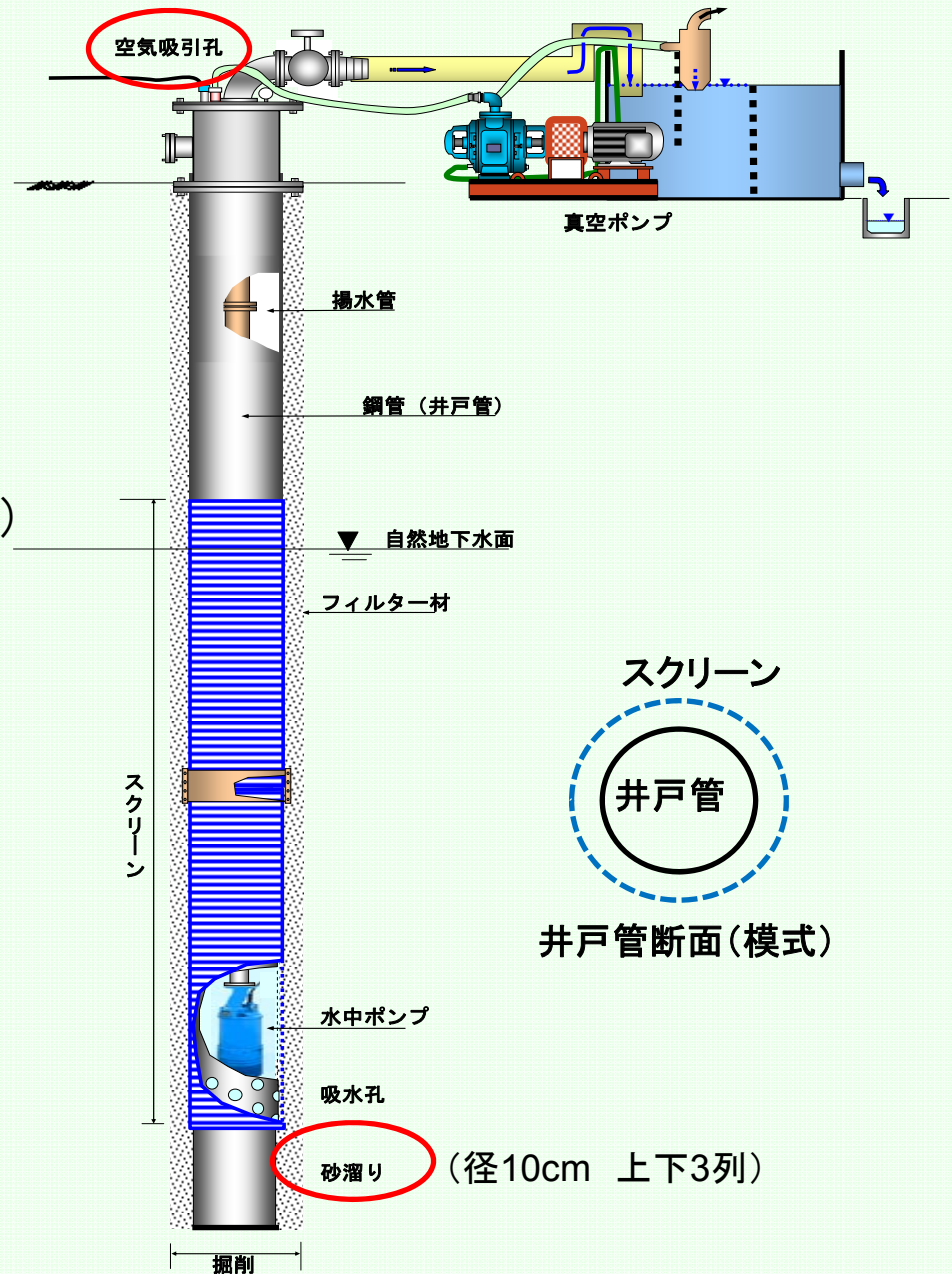 空気吸引孔
真空ポンプ
揚水管
鋼管（井戸管）
）
自然地下水面
フィルター材
スクリーン
スクリーン
井戸管
井戸管断面（模式）
水中ポンプ
吸水孔
砂溜り
（径10cm 上下3列）
掘削